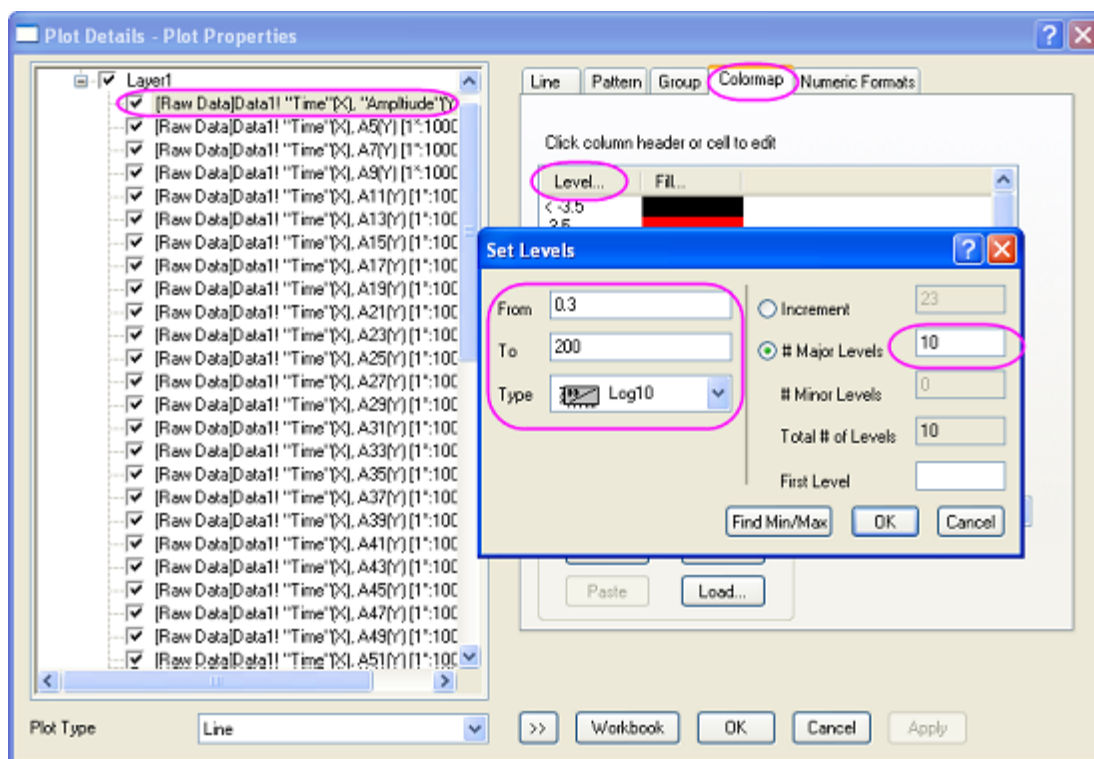 Plot Details - Plot Properties
Layer1
[Raw Data]Data1! "Time"(X), "Ampltiude"(Y
[Raw Data]Data1! "Time"(X), A5(Y) [1*:1000
[Raw Data]Data1! "Time"(X), A7(Y) [1*:1000
[Raw Data]Data1! "Time"(X), A9(Y) [1*:1000
[Raw Data]Data1! "Time"(X), A11(Y) [1*:100
[Raw Data]Data1! "Time"(X), A13(Y) [1*:100
[Raw Data]Data1! "Time"(X), A15(Y) [1*:100
[Raw Data]Data1! "Time"(X), A17(Y) [1*:100
[Raw Data]Data1! "Time"(X), A19(Y) [1*:100
[Raw Data]Data1! "Time"(X), A21(Y) [1*:100
[Raw Data]Data1! "Time"(X), A23(Y) [1*:100
[Raw Data]Data1! "Time"(X), A25(Y) [1*:100
[Raw Data]Data1! "Time"(X), A27(Y) [1*:100
[Raw Data]Data1! "Time"(X), A29(Y) [1*:100
[Raw Data]Data1! "Time"(X), A31(Y) [1*:100
[Raw Data]Data1! "Time"(X), A33(Y) [1*:100
[Raw Data]Data1! "Time"(X), A35(Y) [1*:100
[Raw Data]Data1! "Time"(X), A37(Y) [1*:100
[Raw Data]Data1! "Time"(X), A39(Y) [1*:100
[Raw Data]Data1! "Time"(X), A41(Y) [1*:100
[Raw Data]Data1! "Time"(X), A43(Y) [1*:100
[Raw Data]Data1! "Time"(X), A45(Y) [1*:100
[Raw Data]Data1! "Time"(X), A47(Y) [1*:100
[Raw Data]Data1! "Time"(X), A49(Y) [1*:100
[Raw Data]Data1! "Time"(X), A51(Y) [1*:100
Plot Type
Line
Line Pattern Group Colormap Numeric Formats
Click column header or cell to edit
Level... Fill...
< -3.5
-3.5
Set Levels
From 0.3
To 200
Type Log10
Increment 23
# Major Levels 10
# Minor Levels 0
Total # of Levels 10
First Level
Find Min/Max OK Cancel
Paste Load...
>> Workbook OK Cancel Apply